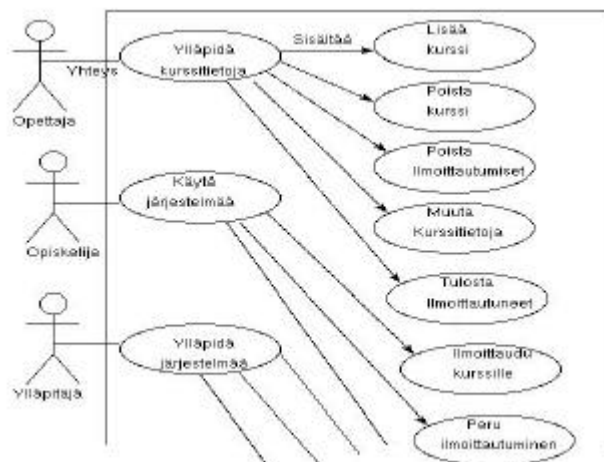 Lisää
kurssi
Sisältää
Ylläpidä
kurssitietoja
Yhteys
Opettaja
Poista
kurssi
Poista
Ilmoittautumiset
Käytä
järjestelmää
Muuta
Kurssitietoja
Opiskelija
Tulosta
Ilmoittautuneet
Ylläpidä
järjestelmää
Ilmoittaudu
kurssille
Ylläpitäjä
Peru
ilmoittautuminen